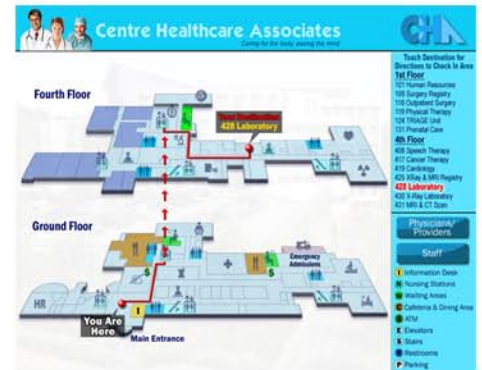 Centre Healthcare Associates
Caring for the body, easing the mind
CHA
Touch Destination for
Directions to Check In Area
1st Floor
101 Human Resourses
105 Surgery Registry
118 Outpatient Surgery
119 Physical Therapy
124 TRIAGE Unit
131 Prenatal Care
4th Floor
408 Speech Therapy
417 Cancer Therapy
419 Cardiology
425 XRay & MRI Registry
428 Laboratory
430 X-Ray Laboratory
431 MRI & CT Scan
Physicians/
Providers
Staff
I Information Desk
N Nursing Stations
W Waiting Areas
C Cafeteria & Dining Area
$ ATM
E Elevators
S Stairs
R Restrooms
P Parking
Fourth Floor
Your Destination
428 Laboratory
Ground Floor
Emergency
Admissions
$
$
HR
I
You Are
Here
Main Entrance